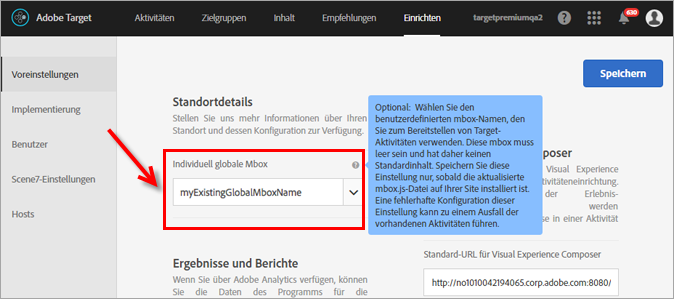 Adobe Target
Aktivitäten
Zielgruppen
Inhalt
Empfehlungen
Einrichten
targetpremiumqa2
?
630
Voreinstellungen
Implementierung
Benutzer
Scene7-Einstellungen
Hosts
Speichern
Standortdetails
Stellen Sie uns mehr Informationen über Ihren
Standort und dessen Konfiguration zur Verfügung.
Individuell globale Mbox
?
myExistingGlobalMboxName
Optional: Wählen Sie den
benutzerdefinierten mbox-Namen, den
Sie zum Bereitstellen von Target-
Aktivitäten verwenden. Diese mbox muss
leer sein und hat daher keinen
Standardinhalt. Speichern Sie diese
Einstellung nur, sobald die aktualisierte
mbox.js-Datei auf Ihrer Site installiert ist.
Eine fehlerhafte Konfiguration dieser
Einstellung kann zu einem Ausfall der
vorhandenen Aktivitäten führen.
poser
Visual Experience
ivitäteneinrichtung.
der Erlebnis-
werden
se in einer Aktivität
Ergebnisse und Berichte
Wenn Sie über Adobe Analytics verfügen, können
Sie die Daten des Programms für die
Standard-URL für Visual Experience Composer
http://no1010042194065.corp.adobe.com:8080/